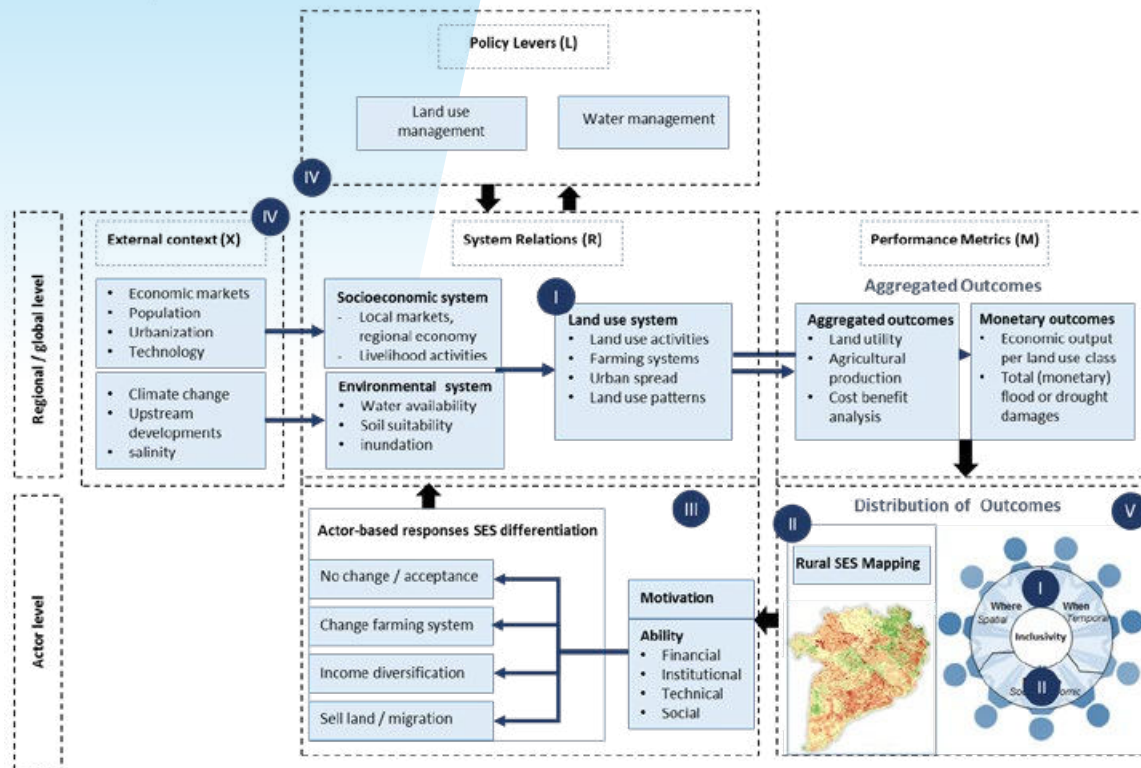 Policy Levers (L)
Land use
management
Water management
IV
IV
Regional / global level
External context (X)
• Economic markets
• Population
• Urbanization
• Technology
• Climate change
• Upstream
developments
• salinity
System Relations (R)
Socioeconomic system
- Local markets,
regional economy
- Livelihood activities
Environmental system
• Water availability
• Soil suitability
• inundation
I
Land use system
• Land use activities
• Farming systems
• Urban spread
• Land use patterns
Performance Metrics (M)
Aggregated Outcomes
Aggregated outcomes
• Land utility
• Agricultural
production
• Cost benefit
analysis
Monetary outcomes
• Economic output
per land use class
• Total (monetary)
flood or drought
damages
Actor level
Actor-based responses SES differentiation
No change / acceptance
Change farming system
Income diversification
Sell land / migration
III
Motivation
Ability
• Financial
• Institutional
• Technical
• Social
Distribution of Outcomes
II
V
Rural SES Mapping
I
Where
Spatial
When
Temporal
Inclusivity
II